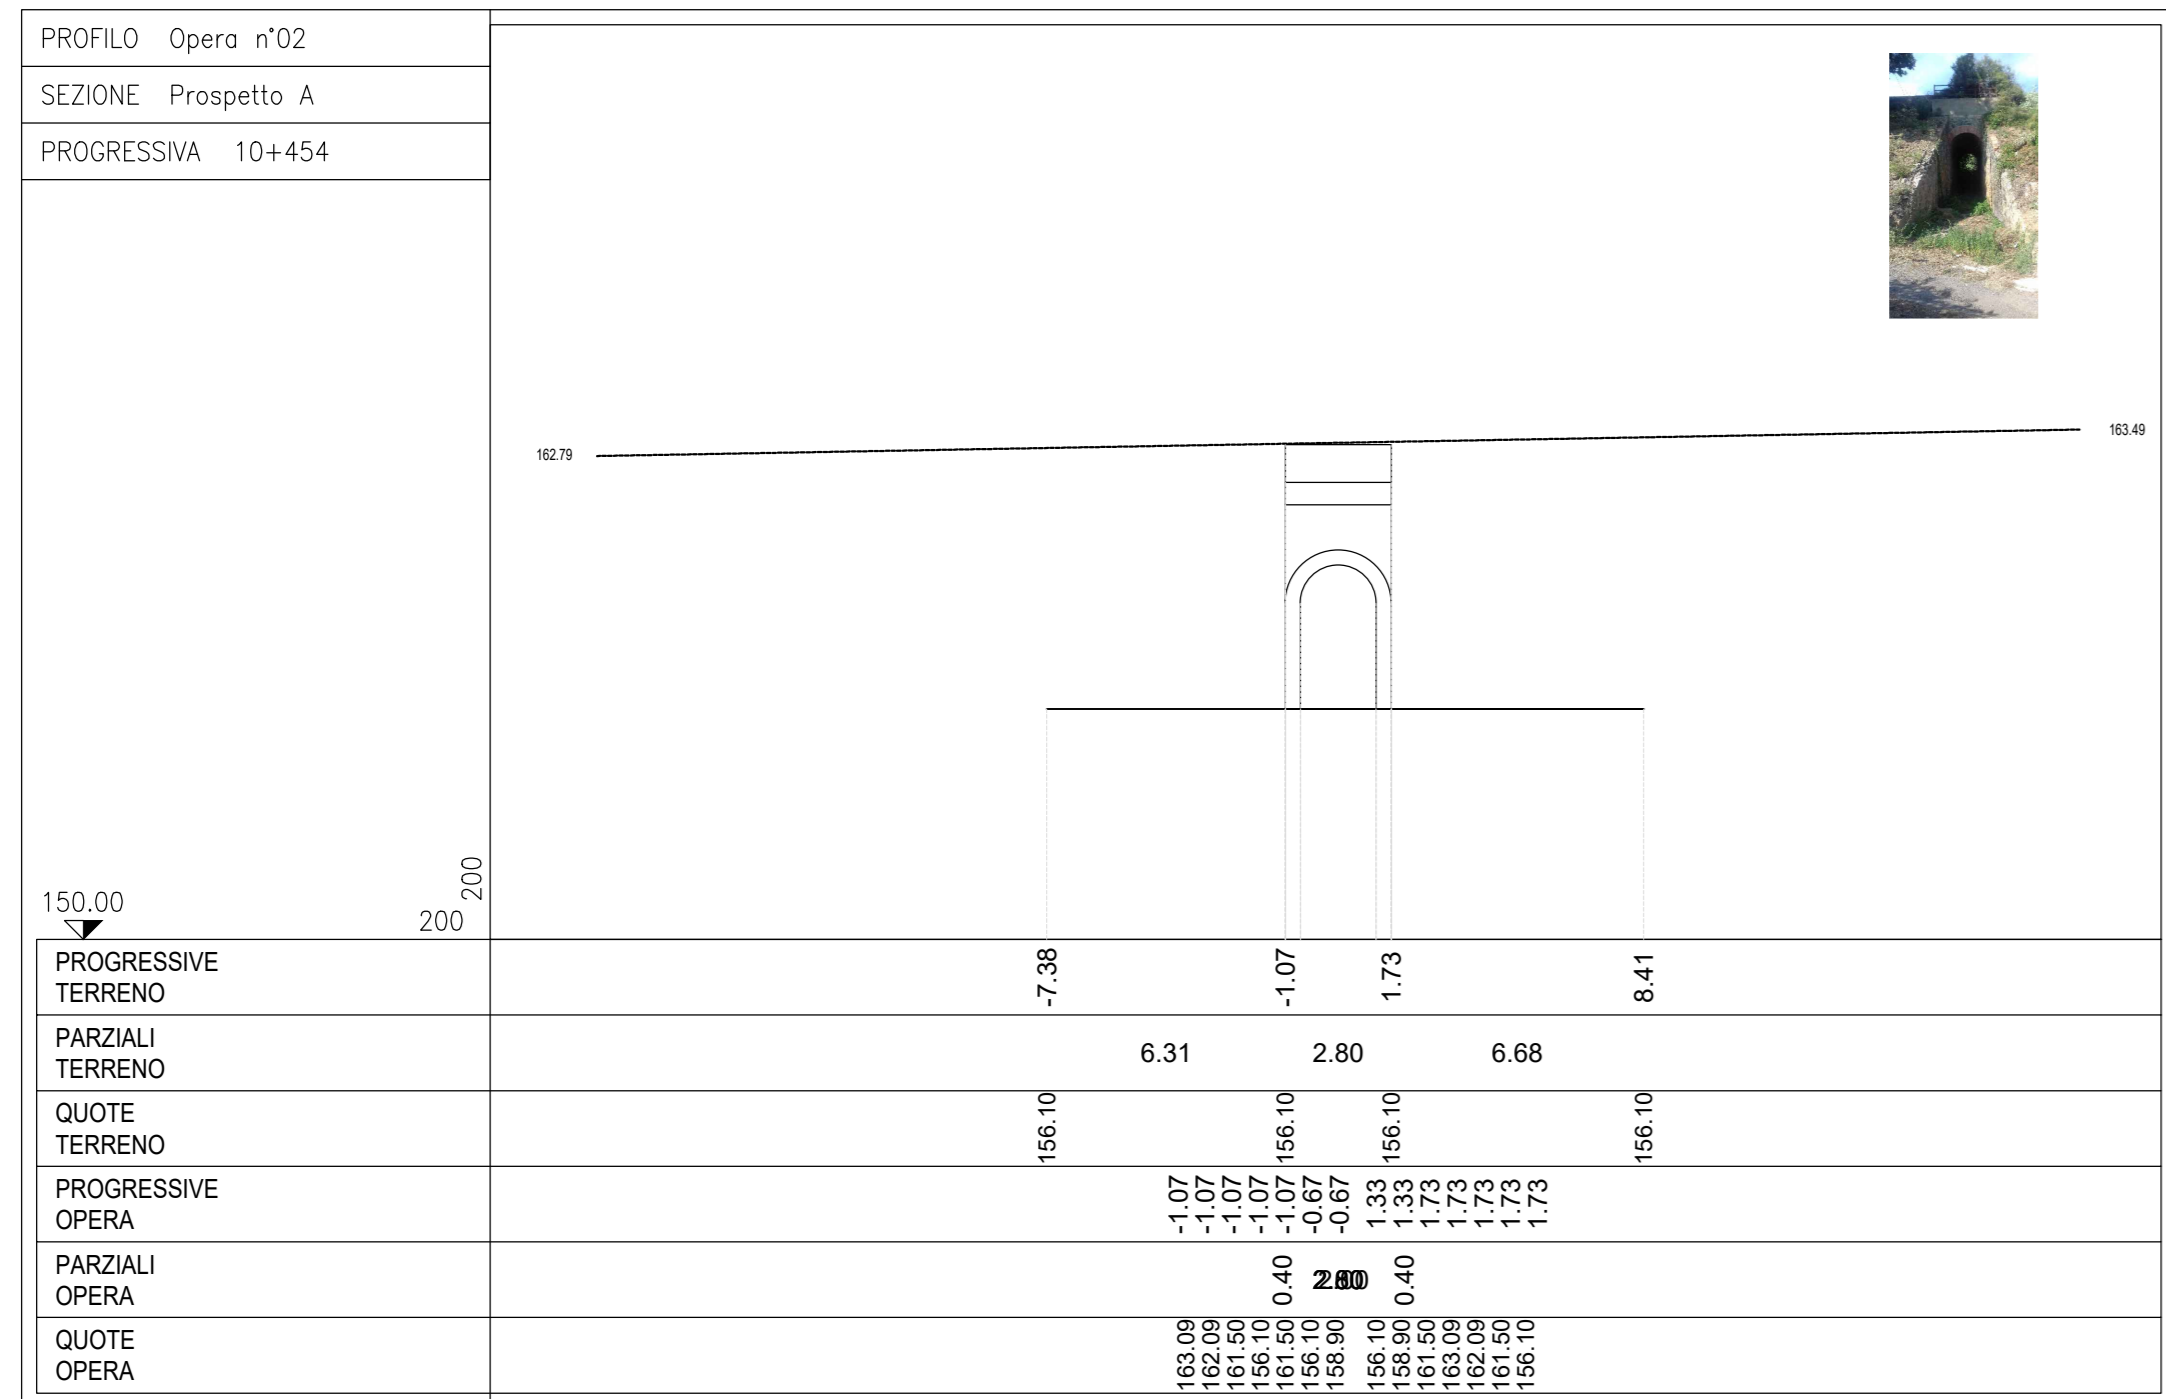 PROFILO Opera n°02
SEZIONE Prospetto A
PROGRESSIVA 10+454
162.79
163.49
200
150.00
200
PROGRESSIVE
TERRENO
-7.38 -1.07 1.73 8.41
PARZIALI
TERRENO
6.31 2.80 6.68
QUOTE
TERRENO
156.10 156.10 156.10 156.10
PROGRESSIVE
OPERA
-1.07 -1.07 -1.07 -1.07 -1.07 -0.67 -0.67 1.33 1.33 1.73 1.73 1.73 1.73 1.73
PARZIALI
OPERA
0.40 0.40
QUOTE
OPERA
163.09 162.09 161.50 156.10 161.50 156.10 158.90 156.10 158.90 161.50 163.09 162.09 161.50 156.10